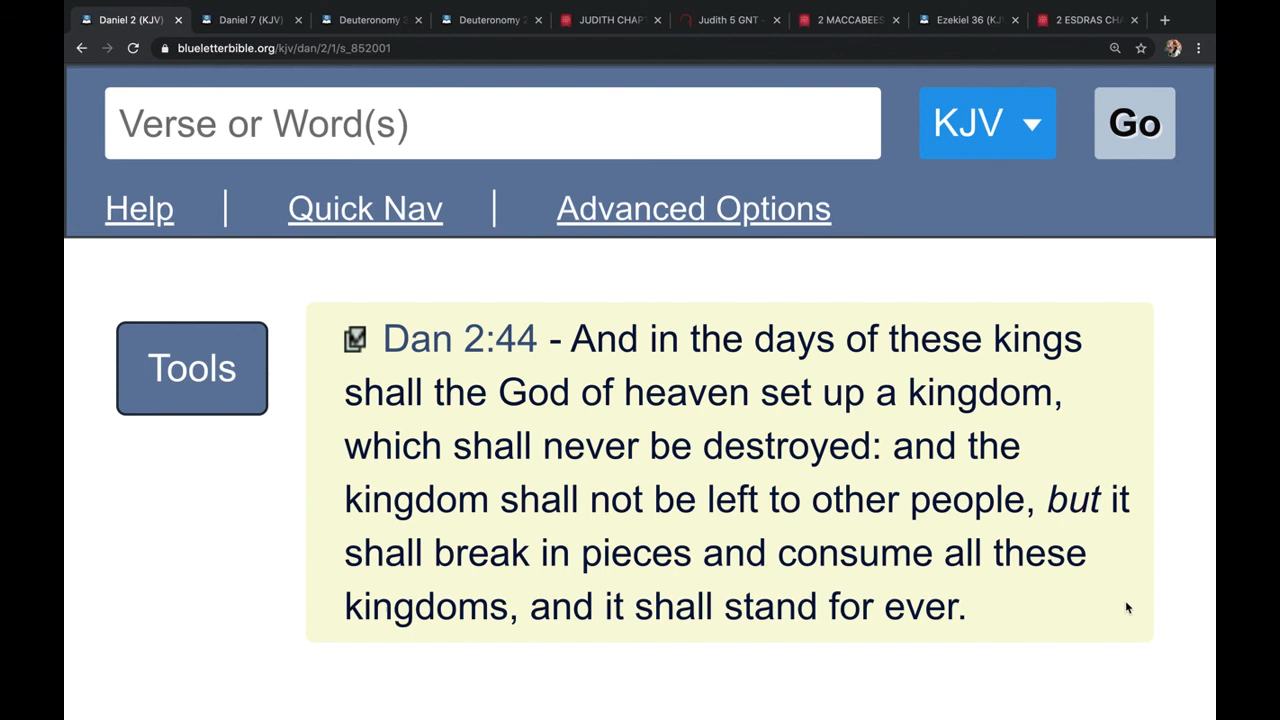 Daniel 2 (KJV)
Daniel 7 (KJV)
Deuteronomy
Deuteronomy
JUDITH CHAP
Judith 5 GNT -
2 MACCABEES
Ezekiel 36 (KJ
2 ESDRAS CH
blueletterbible.org/kjv/dan/2/1/s_852001
Verse or Word(s)
KJV
Go
Help | Quick Nav | Advanced Options
Tools
Dan 2:44 - And in the days of these kings
shall the God of heaven set up a kingdom,
which shall never be destroyed: and the
kingdom shall not be left to other people, but it
shall break in pieces and consume all these
kingdoms, and it shall stand for ever.